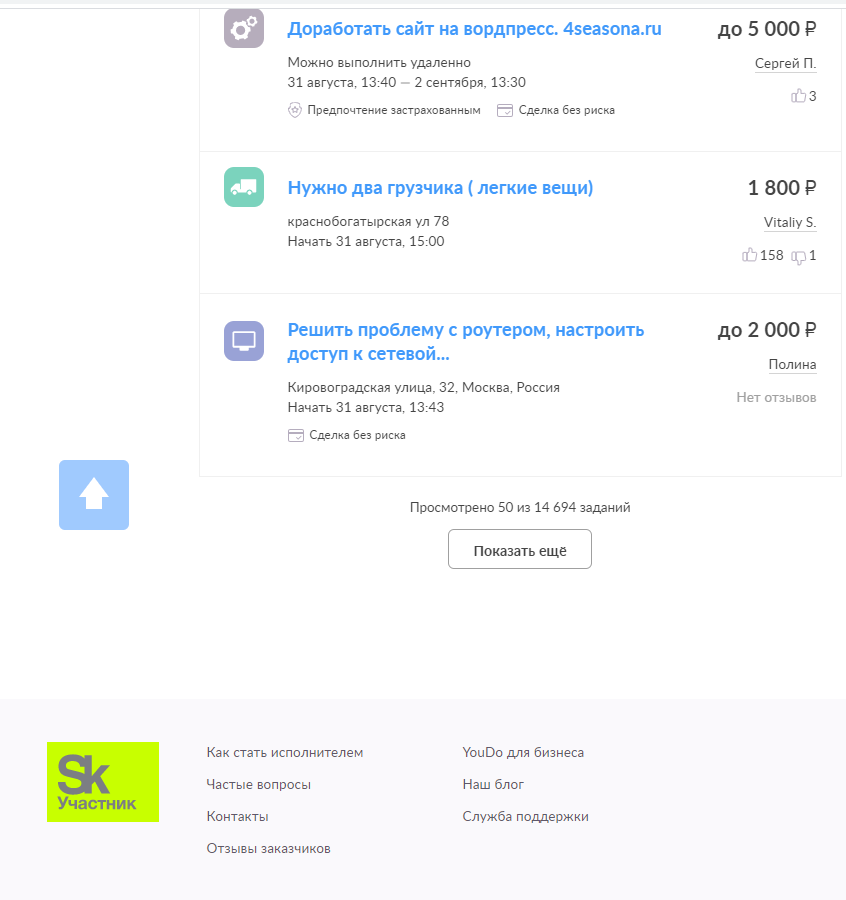 Доработать сайт на вордпресс. 4seasona.ru
до 5 000 ₽
Можно выполнить удаленно
Сергей П.
31 августа, 13:40 — 2 сентября, 13:30
3
Предпочтение застрахованным
Сделка без риска
Нужно два грузчика ( легкие вещи)
1 800 ₽
краснобогатырская ул 78
Vitaliy S.
Начать 31 августа, 15:00
158 1
Решить проблему с роутером, настроить
доступ к сетевой...
до 2 000 ₽
Полина
Кировоградская улица, 32, Москва, Россия
Нет отзывов
Начать 31 августа, 13:43
Сделка без риска
Просмотрено 50 из 14 694 заданий
Показать ещё
Sk
Участник
Как стать исполнителем
Частые вопросы
Контакты
Отзывы заказчиков
YouDo для бизнеса
Наш блог
Служба поддержки